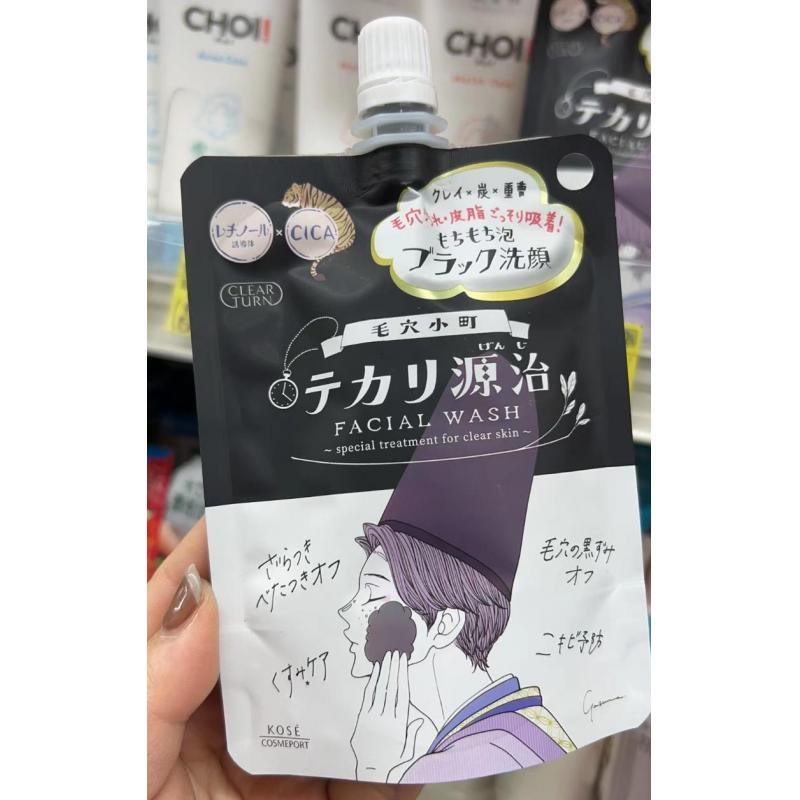 CHOI!
CHOI!
CHOI!
CICA
毛穴
テカリ
クレイ×炭×重曹
毛穴汚れ・皮脂ごっそり吸着!
もちもち泡
ブラック洗顔
レチノール
誘導体
×
CICA
CLEAR
TURN
毛穴小町
げんじ
テカリ源治
FACIAL WASH
~ special treatment for clear skin ~
ざらつき
べたつきオフ
くすみケア
毛穴の黒ずみ
オフ
ニキビ予防
KOSÉ
COSMEPORT